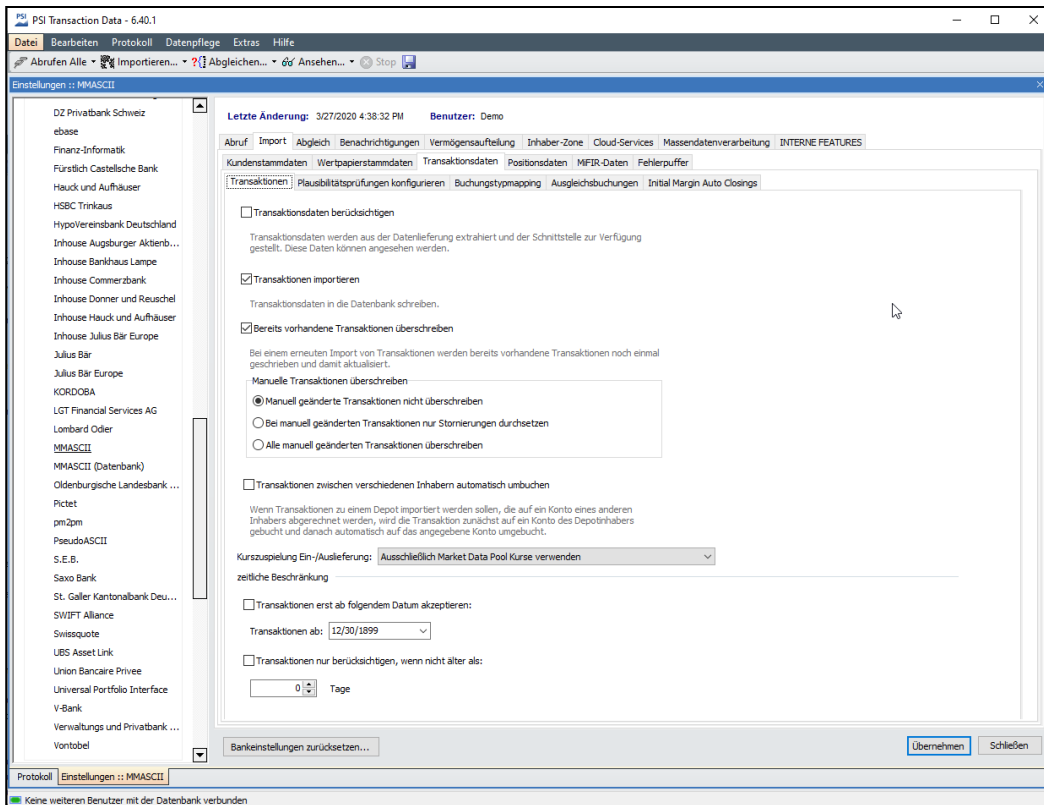 PSI Transaction Data - 6.40.1
Datei Bearbeiten Protokoll Datenpflege Extras Hilfe
Abrufen Alle Importieren... Abgleichen... Ansehen... Stop
Einstellungen :: MMASCII
DZ Privatbank Schweiz
ebase
Finanz-Informatik
Fürstlich Castellsche Bank
Hauck und Aufhäuser
HSBC Trinkaus
HypoVereinsbank Deutschland
Inhouse Augsburger Aktienb...
Inhouse Bankhaus Lampe
Inhouse Commerzbank
Inhouse Donner und Reuschel
Inhouse Hauck und Aufhäuser
Inhouse Julius Bär Europe
Julius Bär
Julius Bär Europe
KORDOBA
LGT Financial Services AG
Lombard Odier
MMASCII
MMASCII (Datenbank)
Oldenburgische Landesbank ...
Pictet
pm2pm
PseudoASCII
S.E.B.
Saxo Bank
St. Galler Kantonalbank Deu...
SWIFT Alliance
Swissquote
UBS Asset Link
Union Bancaire Privee
Universal Portfolio Interface
V-Bank
Verwaltungs und Privatbank ...
Vontobel
Letzte Änderung: 3/27/2020 4:38:32 PM Benutzer: Demo
Abruf Import Abgleich Benachrichtigungen Vermögensaufteilung Inhaber-Zone Cloud-Services Massendatenverarbeitung INTERNE FEATURES
Kundenstammdaten Wertpapierstammdaten Transaktionsdaten Positionsdaten MiFIR-Daten Fehlerpuffer
Transaktionen Plausibilitätsprüfungen konfigurieren Buchungstypmapping Ausgleichsbuchungen Initial Margin Auto Closings
Transaktionsdaten berücksichtigen
Transaktionsdaten werden aus der Datenlieferung extrahiert und der Schnittstelle zur Verfügung
gestellt. Diese Daten können angesehen werden.
Transaktionen importieren
Transaktionsdaten in die Datenbank schreiben.
Bereits vorhandene Transaktionen überschreiben
Bei einem erneuten Import von Transaktionen werden bereits vorhandene Transaktionen noch einmal
geschrieben und damit aktualisiert.
Manuelle Transaktionen überschreiben
Manuell geänderte Transaktionen nicht überschreiben
Bei manuell geänderten Transaktionen nur Stornierungen durchsetzen
Alle manuell geänderten Transaktionen überschreiben
Transaktionen zwischen verschiedenen Inhabern automatisch umbuchen
Wenn Transaktionen zu einem Depot importiert werden sollen, die auf ein Konto eines anderen
Inhabers abgerechnet werden, wird die Transaktion zunächst auf ein Konto des Depotinhabers
gebucht und danach automatisch auf das angegebene Konto umgebucht.
Kurszuspielung Ein-/Auslieferung: Ausschließlich Market Data Pool Kurse verwenden
zeitliche Beschränkung
Transaktionen erst ab folgendem Datum akzeptieren:
Transaktionen ab: 12/30/1899
Transaktionen nur berücksichtigen, wenn nicht älter als:
0 Tage
Bankeinstellungen zurücksetzen... Übernehmen Schließen
Protokoll Einstellungen :: MMASCII
Keine weiteren Benutzer mit der Datenbank verbunden